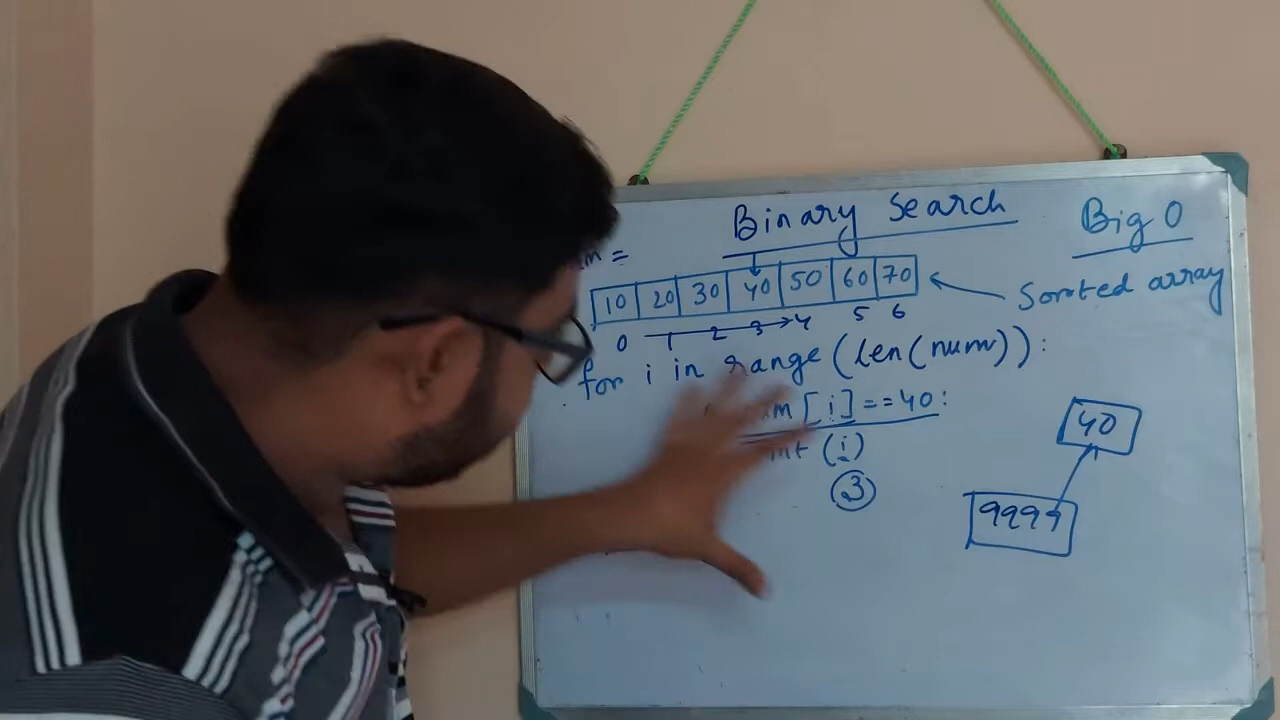 Binary Search
Big O
=
10 20 30 40 50 60 70
Sorted array
0 1 2 3 4 5 6
for i in range (len(num)):
[i]==40:
(i)
3
40
9999